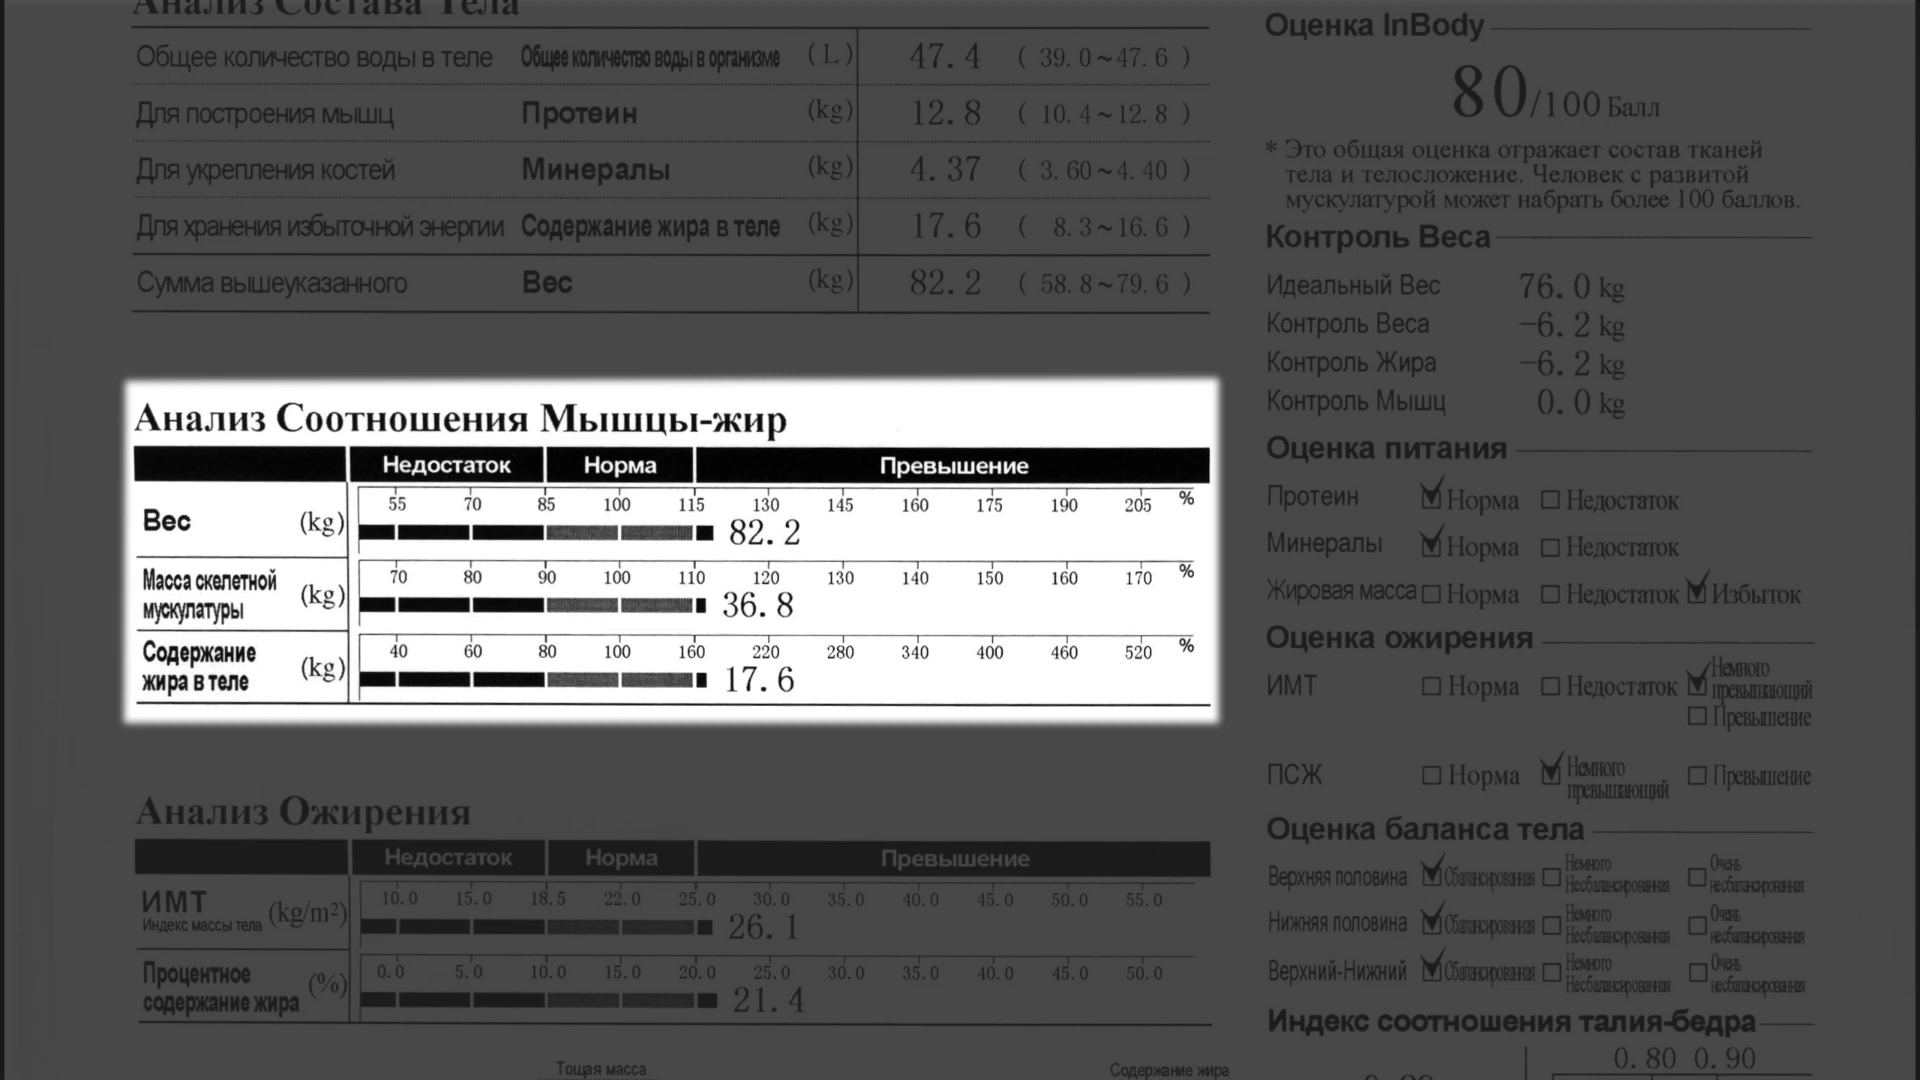 Анализ Состава Тела
Общее количество воды в теле Общее количество воды в организме (L) 47.4 (39.0~47.6)
Для построения мышц Протеин (kg) 12.8 (10.4~12.8)
Для укрепления костей Минералы (kg) 4.37 (3.60~4.40)
Для хранения избыточной энергии Содержание жира в теле (kg) 17.6 (8.3~16.6)
Сумма вышеуказанного Вес (kg) 82.2 (58.8~79.6)
Анализ Соотношения Мышцы-жир
Недостаток Норма Превышение
55 70 85 100 115 130 145 160 175 190 205 %
Вес (kg) 82.2
70 80 90 100 110 120 130 140 150 160 170 %
Масса скелетной
мускулатуры (kg) 36.8
40 60 80 100 160 220 280 340 400 460 520 %
Содержание
жира в теле (kg) 17.6
Анализ Ожирения
Недостаток Норма Превышение
10.0 15.0 18.5 22.0 25.0 30.0 35.0 40.0 45.0 50.0 55.0
ИМТ (kg/m²) 26.1
Индекс массы тела
0.0 5.0 10.0 15.0 20.0 25.0 30.0 35.0 40.0 45.0 50.0
Процентное
содержание жира (%) 21.4
Тощая масса Содержание жира
Оценка InBody
80/100 Балл
* Это общая оценка отражает состав тканей
тела и телосложение. Человек с развитой
мускулатурой может набрать более 100 баллов.
Контроль Веса
Идеальный Вес 76.0 kg
Контроль Веса −6.2 kg
Контроль Жира −6.2 kg
Контроль Мышц 0.0 kg
Оценка питания
Протеин Норма Недостаток
Минералы Норма Недостаток
Жировая масса Норма Недостаток Избыток
Оценка ожирения
ИМТ Норма Недостаток Немного
превышающий
Превышение
ПСЖ Норма Немного
превышающий Превышение
Оценка баланса тела
Верхняя половина Сбалансированная Немного
Несбалансированная Очень
несбалансированная
Нижняя половина Сбалансированная Немного
Несбалансированная Очень
несбалансированная
Верхний-Нижний Сбалансированная Немного
Несбалансированная Очень
несбалансированная
Индекс соотношения талия-бедра
0.80 0.90